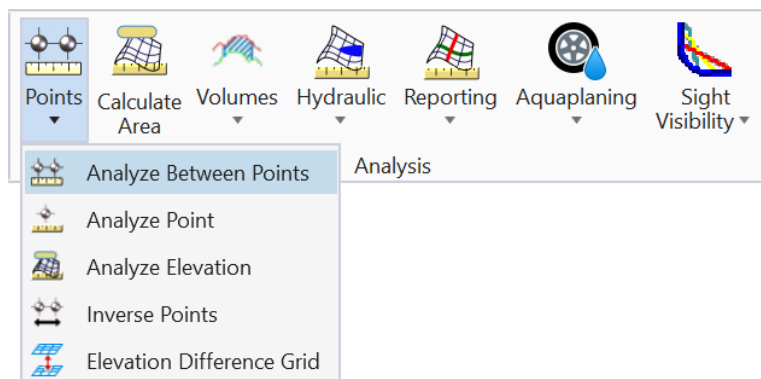 Points
Calculate
Area
Volumes
Hydraulic
Reporting
Aquaplaning
Sight
Visibility
Analysis
Analyze Between Points
Analyze Point
Analyze Elevation
Inverse Points
Elevation Difference Grid